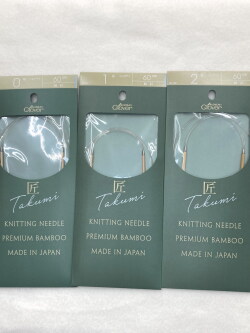 0
Clover
匠
Takumi
KNITTING NEEDLE
PREMIUM BAMBOO
MADE IN JAPAN
1
Clover
匠
Takumi
KNITTING NEEDLE
PREMIUM BAMBOO
MADE IN JAPAN
2
Clover
匠
Takumi
KNITTING NEEDLE
PREMIUM BAMBOO
MADE IN JAPAN